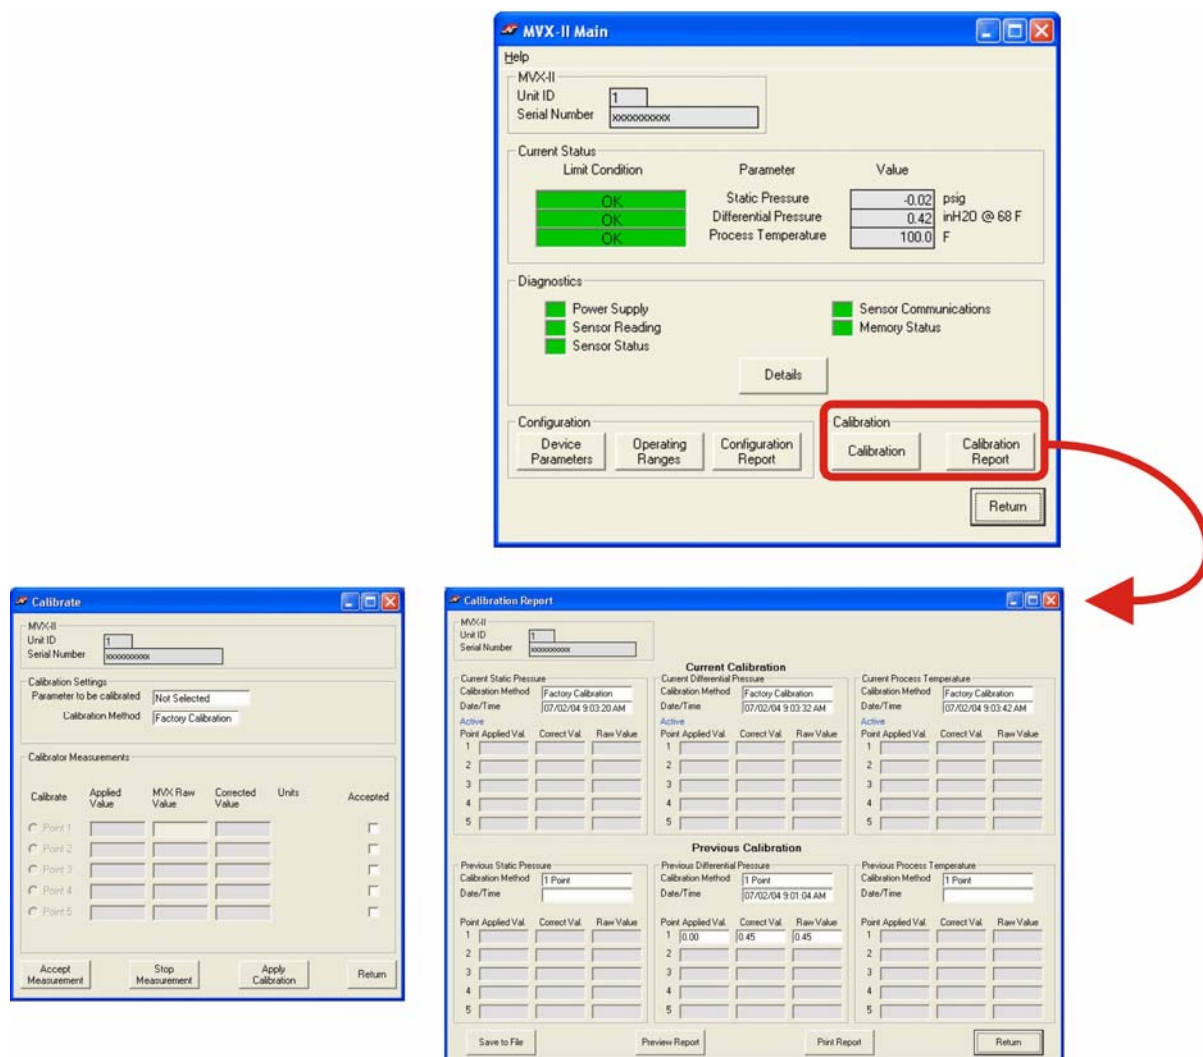 MVX-II Main
Help
MVX-II
Unit ID 1
Serial Number xxxxxxxxxx
Current Status
Limit Condition Parameter Value
OK Static Pressure -0.02 psig
OK Differential Pressure 0.42 inH2O @ 68 F
OK Process Temperature 100.0 F
Diagnostics
Power Supply Sensor Communications
Sensor Reading Memory Status
Sensor Status
Details
Configuration Calibration
Device Parameters Operating Ranges Configuration Report Calibration Calibration Report
Return
Calibrate
MVX-II
Unit ID 1
Serial Number xxxxxxxxxx
Calibration Settings
Parameter to be calibrated Not Selected
Calibration Method Factory Calibration
Calibrator Measurements
Calibrate Applied Value MVX Raw Value Corrected Value Units Accepted
Point 1
Point 2
Point 3
Point 4
Point 5
Accept Measurement Stop Measurement Apply Calibration Return
Calibration Report
MVX-II
Unit ID 1
Serial Number xxxxxxxxxx
Current Calibration
Current Static Pressure Current Differential Pressure Current Process Temperature
Calibration Method Factory Calibration Calibration Method Factory Calibration Calibration Method Factory Calibration
Date/Time 07/02/04 9:03:20 AM Date/Time 07/02/04 9:03:32 AM Date/Time 07/02/04 9:03:42 AM
Active Active Active
Point Applied Val. Correct Val. Raw Value Point Applied Val. Correct Val. Raw Value Point Applied Val. Correct Val. Raw Value
1 1 1
2 2 2
3 3 3
4 4 4
5 5 5
Previous Calibration
Previous Static Pressure Previous Differential Pressure Previous Process Temperature
Calibration Method 1 Point Calibration Method 1 Point Calibration Method 1 Point
Date/Time Date/Time 07/02/04 9:01:04 AM Date/Time
Point Applied Val. Correct Val. Raw Value Point Applied Val. Correct Val. Raw Value Point Applied Val. Correct Val. Raw Value
1 1 0.00 0.45 0.45 1
2 2 2
3 3 3
4 4 4
5 5 5
Save to File Preview Report Print Report Return